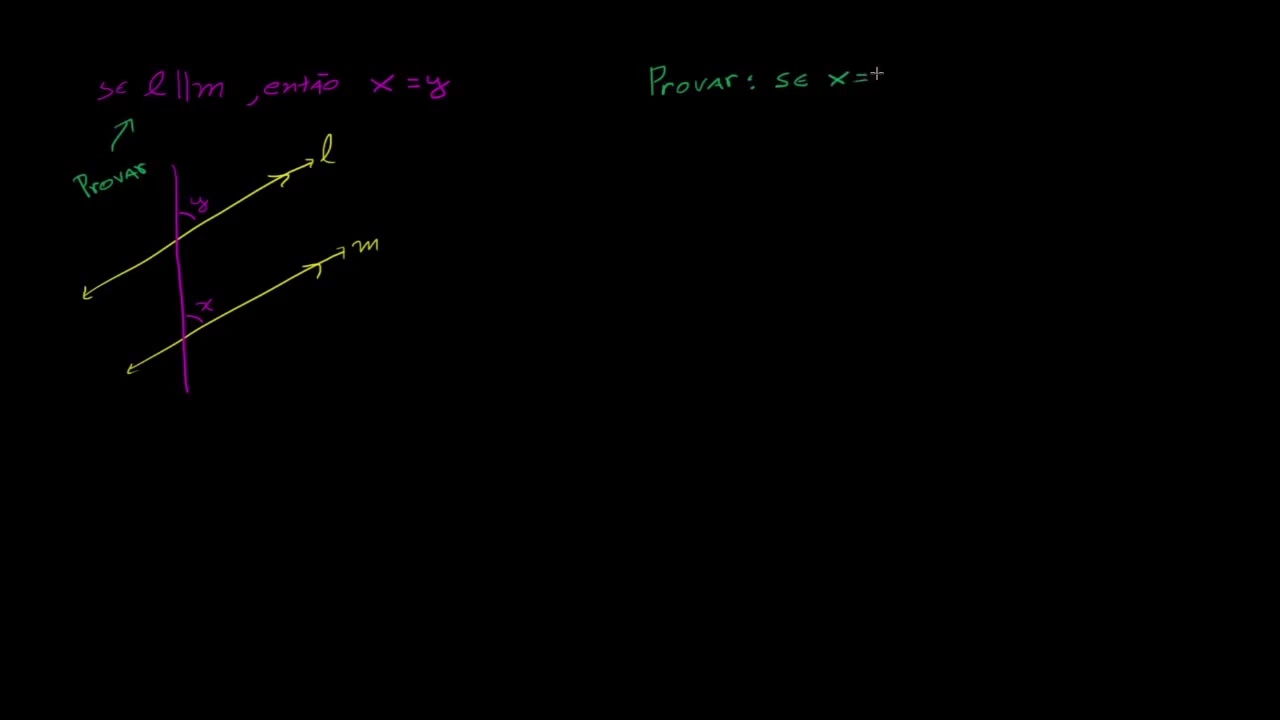 se l || m, então x = y
Provar: se x =
Provar
l
y
m
x